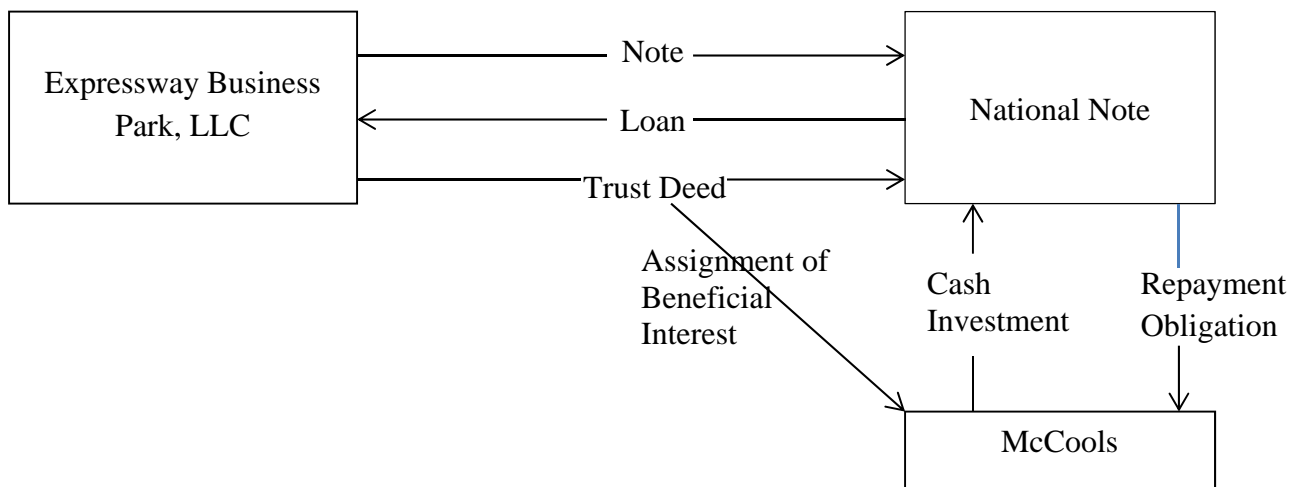 Expressway Business
Park, LLC
Note
Loan
Trust Deed
National Note
Assignment of
Beneficial
Interest
Cash
Investment
Repayment
Obligation
McCools